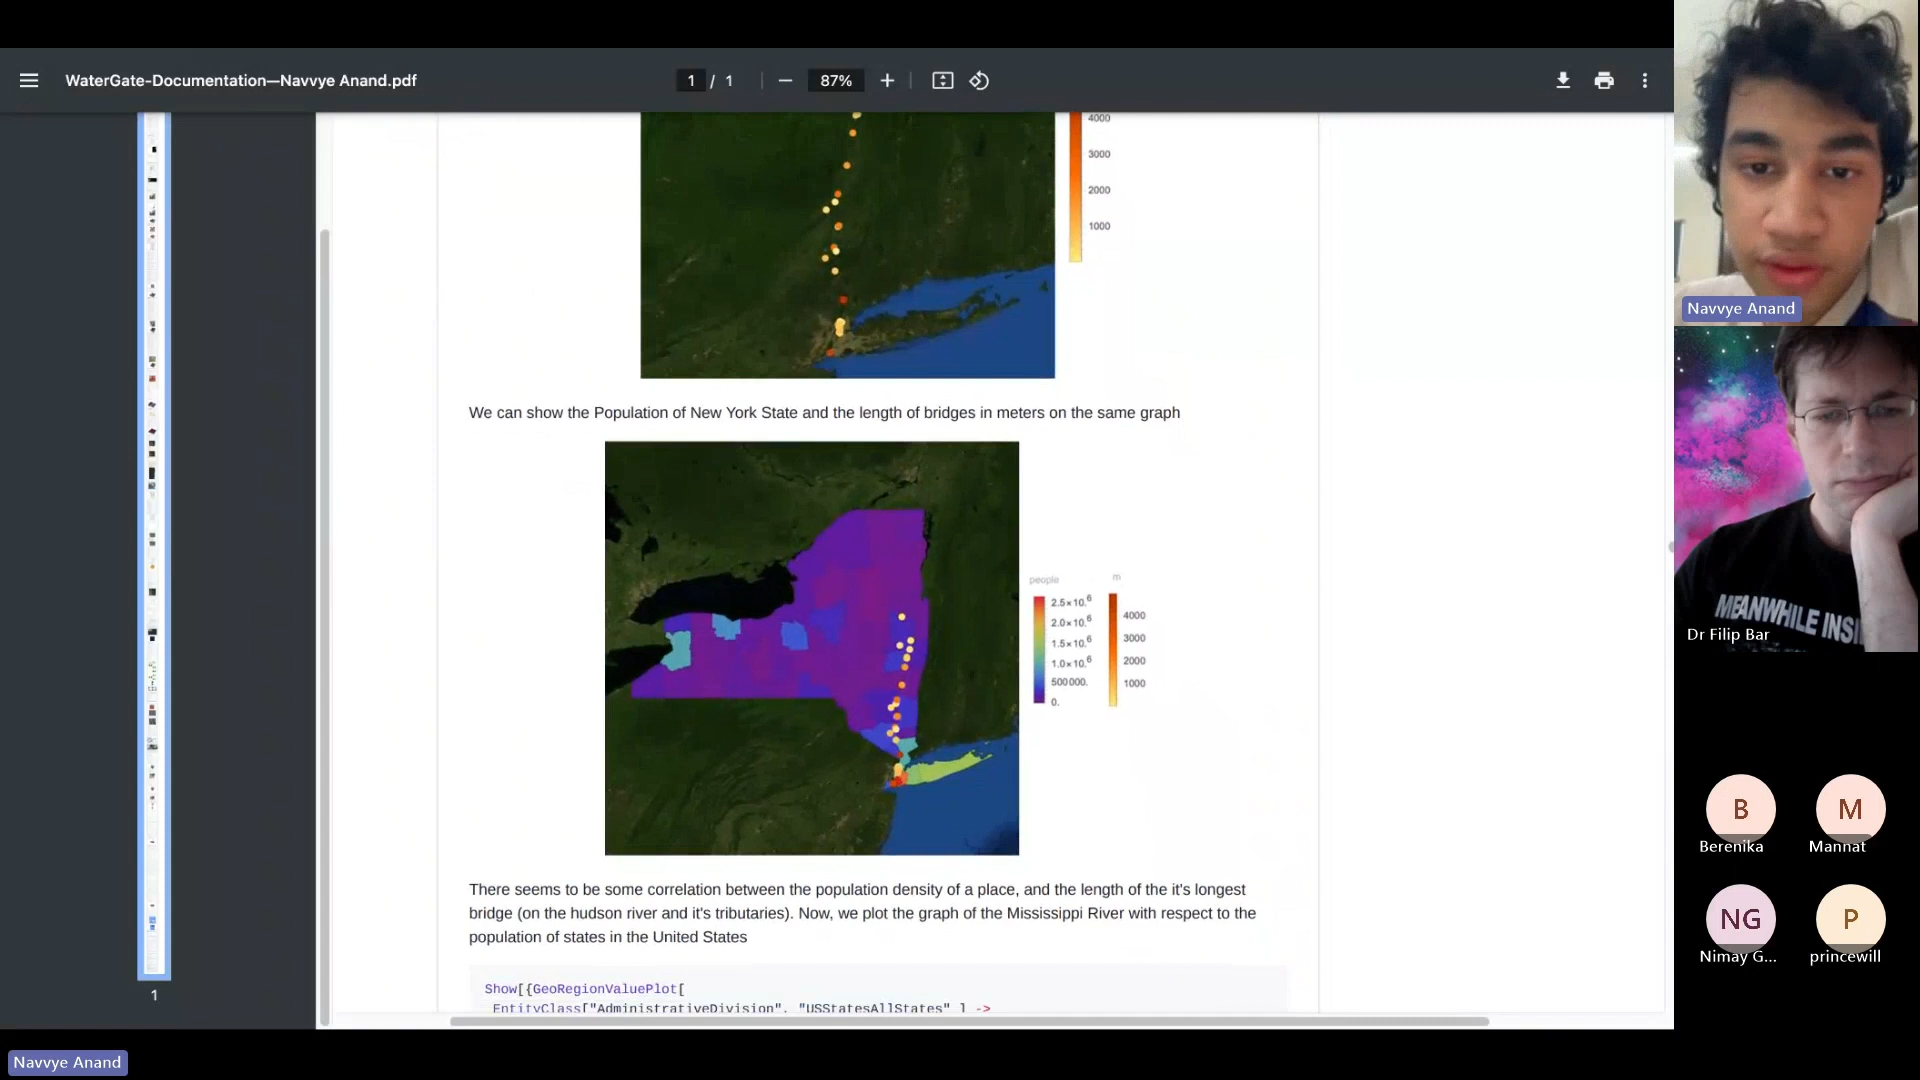 WaterGate-Documentation—Navvye Anand.pdf
1 / 1
87%
4000
3000
2000
1000
We can show the Population of New York State and the length of bridges in meters on the same graph
people
2.5×10.6
2.0×10.6
1.5×10.6
1.0×10.6
500000.
0.
m
4000
3000
2000
1000
There seems to be some correlation between the population density of a place, and the length of the it's longest
bridge (on the hudson river and it's tributaries). Now, we plot the graph of the Mississippi River with respect to the
population of states in the United States
Show[{GeoRegionValuePlot[
EntityClass["AdministrativeDivision", "USStatesAllStates" ] ->
1
Navvye Anand
Navvye Anand
MEANWHILE INSI
Dr Filip Bar
B
Berenika
M
Mannat
NG
Nimay G...
P
princewill